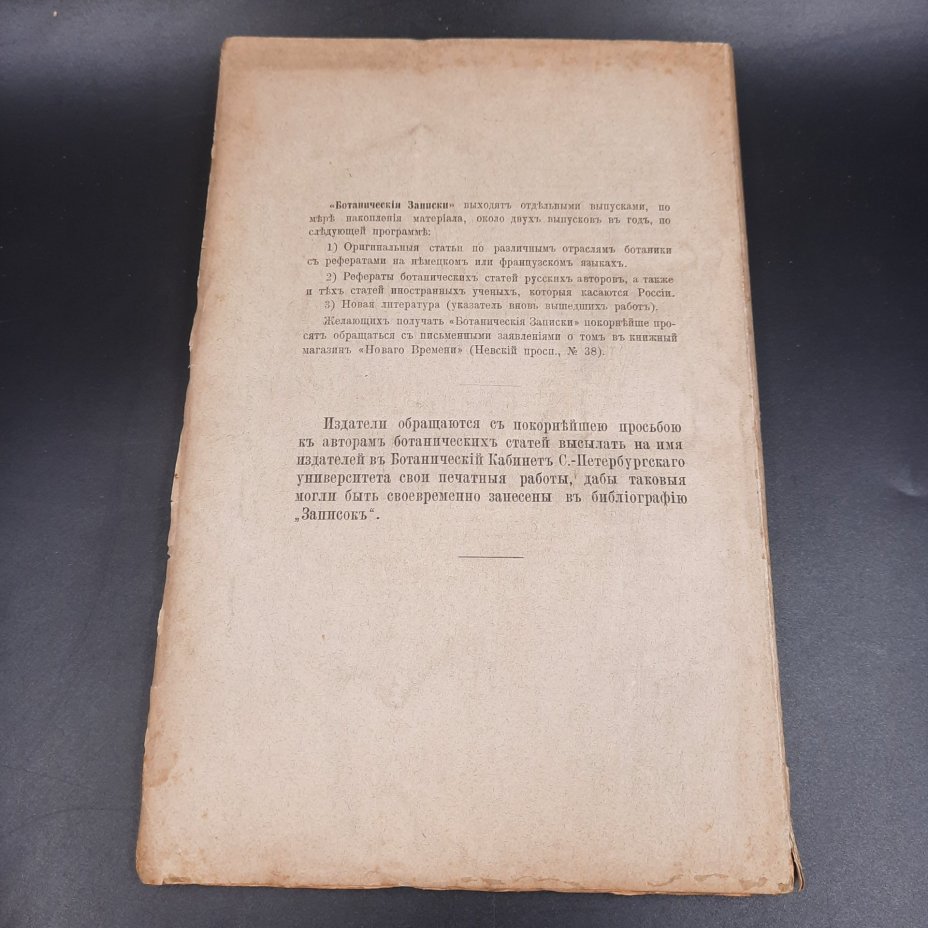 «Ботаническія Записки» выходятъ отдѣльными выпусками, по
мѣрѣ накопленія матеріала, около двухъ выпусковъ въ годъ, по
слѣдующей программѣ:
1) Оригинальныя статьи по различнымъ отраслямъ ботаники
съ рефератами на нѣмецкомъ или французскомъ языкахъ.
2) Рефераты ботаническихъ статей русскихъ авторовъ, а также
и тѣхъ статей иностранныхъ ученыхъ, которыя касаются Россіи.
3) Новая литература (указатель вновь вышедшихъ работъ).
Желающихъ получать «Ботаническія Записки» покорнѣйше про-
сятъ обращаться съ письменными заявленіями о томъ въ книжный
магазинъ «Новаго Времени» (Невскій просп., № 38).
Издатели обращаются съ покорнѣйшею просьбою
къ авторамъ ботаническихъ статей высылать на имя
издателей въ Ботаническій Кабинетъ С.-Петербургскаго
университета свои печатныя работы, дабы таковыя
могли быть своевременно занесены въ библіографію
„Записокъ“.